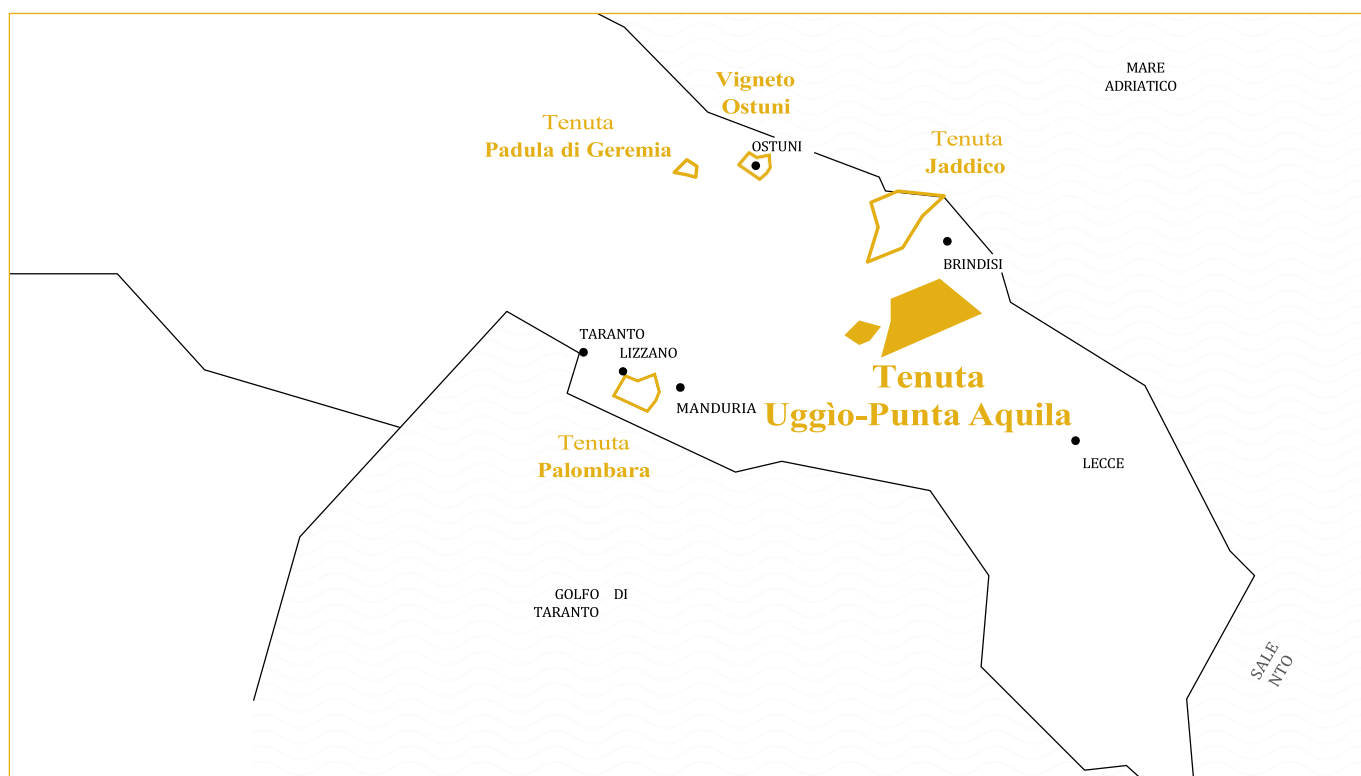 MARE
ADRIATICO
Vigneto
Ostuni
Tenuta
Padula di Geremia
OSTUNI
Tenuta
Jaddico
BRINDISI
TARANTO
LIZZANO
MANDURIA
Tenuta
Uggìo-Punta Aquila
Tenuta
Palombara
LECCE
GOLFO DI
TARANTO
SALE
NTO